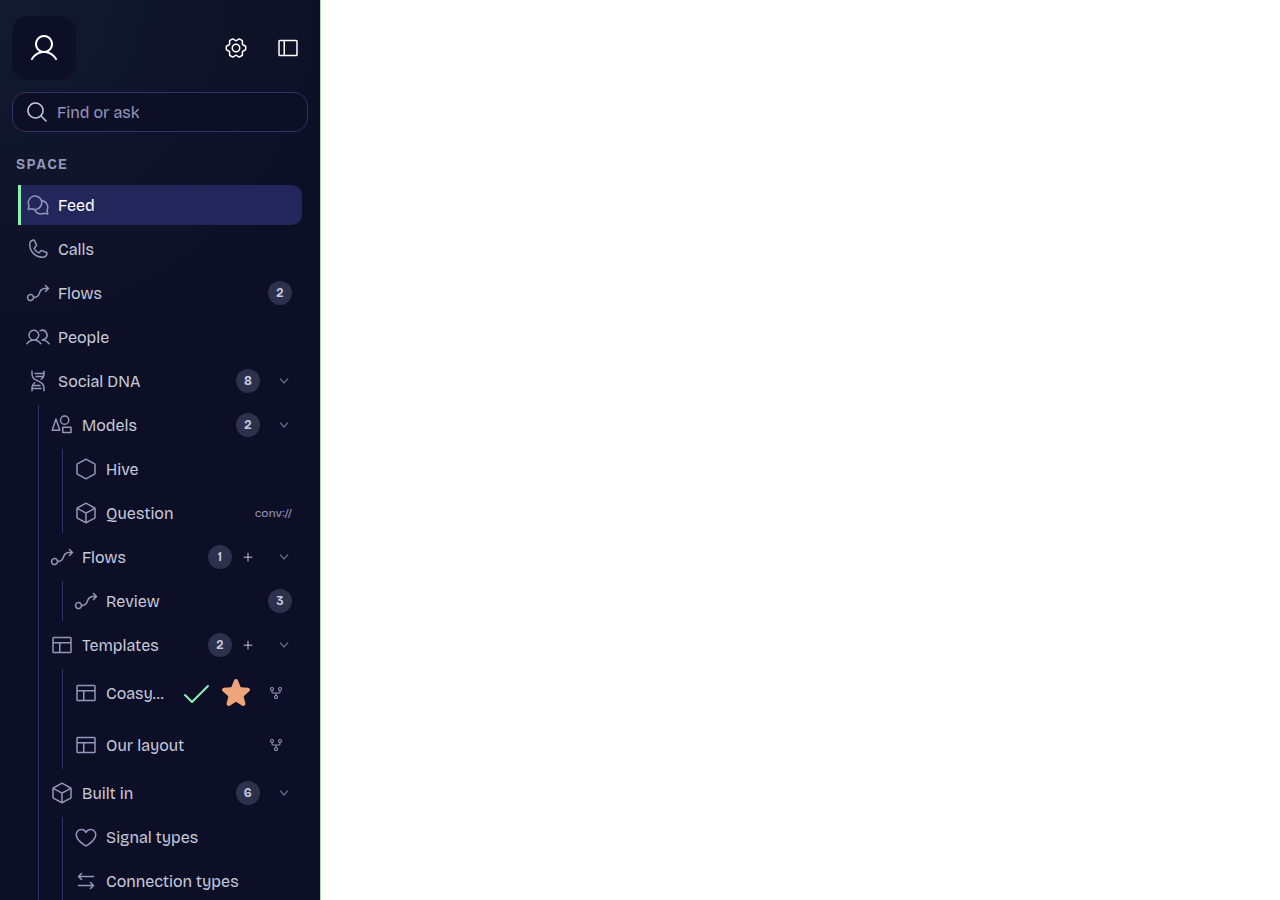 Find or ask
SPACE
Feed
Calls
Flows 2
People
Social DNA 8
Models 2
Hive
Question conv://
Flows 1 +
Review 3
Templates 2 +
Coasy...
Our layout
Built in 6
Signal types
Connection types